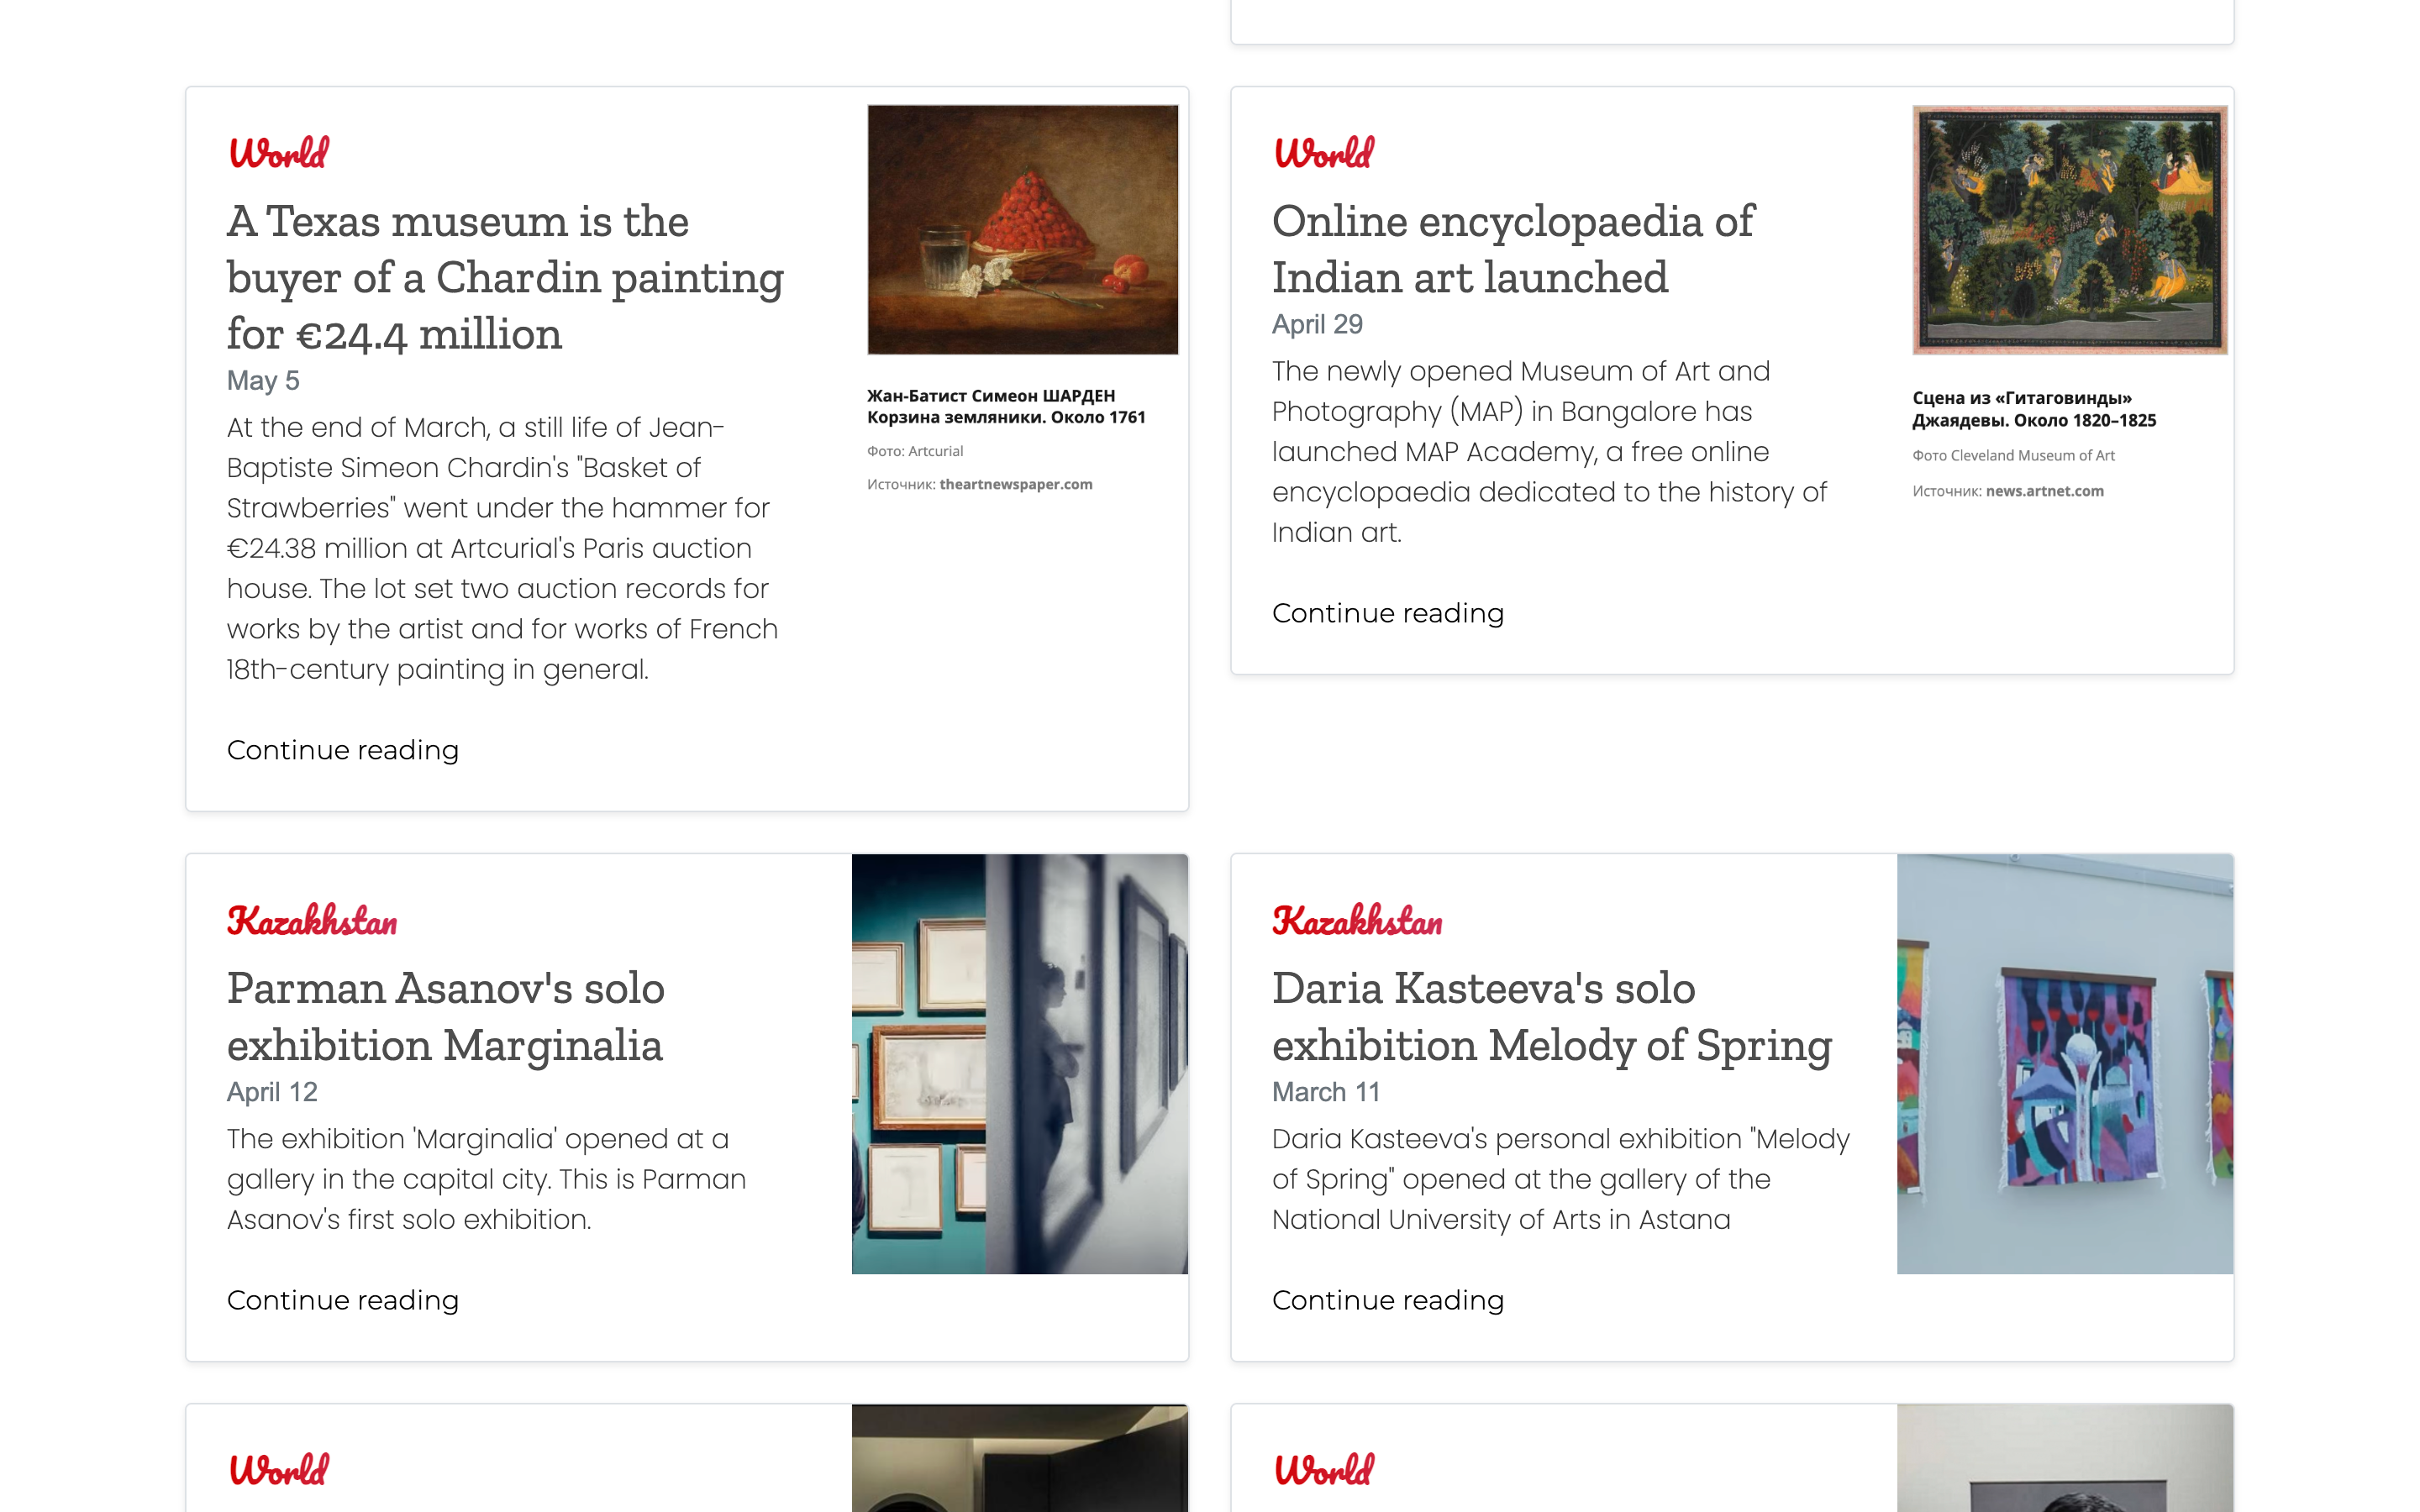 World
A Texas museum is the
buyer of a Chardin painting
for €24.4 million
May 5
At the end of March, a still life of Jean-
Baptiste Simeon Chardin's "Basket of
Strawberries" went under the hammer for
€24.38 million at Artcurial's Paris auction
house. The lot set two auction records for
works by the artist and for works of French
18th-century painting in general.
Continue reading
Жан-Батист Симеон ШАРДЕН
Корзина земляники. Около 1761
Фото: Artcurial
Источник: theartnewspaper.com
World
Online encyclopaedia of
Indian art launched
April 29
The newly opened Museum of Art and
Photography (MAP) in Bangalore has
launched MAP Academy, a free online
encyclopaedia dedicated to the history of
Indian art.
Continue reading
Сцена из «Гитаговинды»
Джаядевы. Около 1820–1825
Фото Cleveland Museum of Art
Источник: news.artnet.com
Kazakhstan
Parman Asanov's solo
exhibition Marginalia
April 12
The exhibition 'Marginalia' opened at a
gallery in the capital city. This is Parman
Asanov's first solo exhibition.
Continue reading
Kazakhstan
Daria Kasteeva's solo
exhibition Melody of Spring
March 11
Daria Kasteeva's personal exhibition "Melody
of Spring" opened at the gallery of the
National University of Arts in Astana
Continue reading
World
World